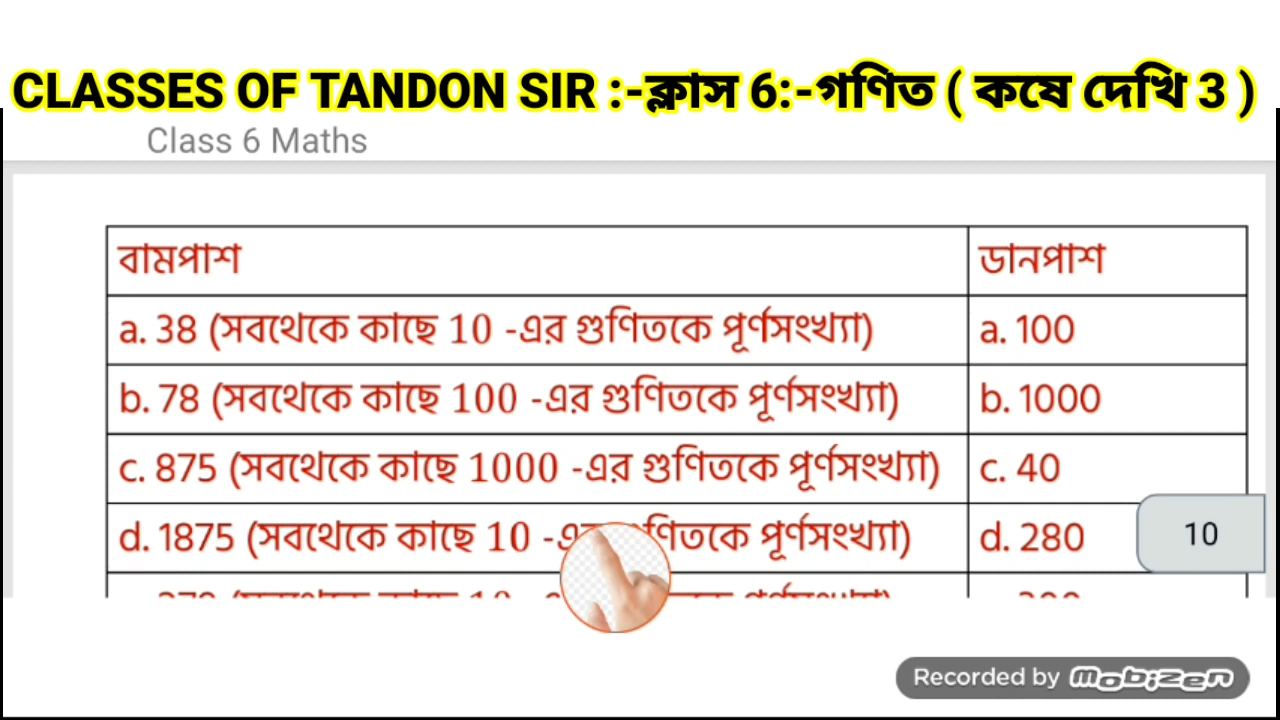 CLASSES OF TANDON SIR :-ক্লাস 6:-গণিত ( কষে দেখি 3 )
Class 6 Maths
বামপাশ ডানপাশ
a. 38 (সবথেকে কাছে 10 -এর গুণিতকে পূর্ণসংখ্যা) a. 100
b. 78 (সবথেকে কাছে 100 -এর গুণিতকে পূর্ণসংখ্যা) b. 1000
c. 875 (সবথেকে কাছে 1000 -এর গুণিতকে পূর্ণসংখ্যা) c. 40
d. 1875 (সবথেকে কাছে 10 পূর্ণসংখ্যা) d. 280
10
Recorded by Mobizen